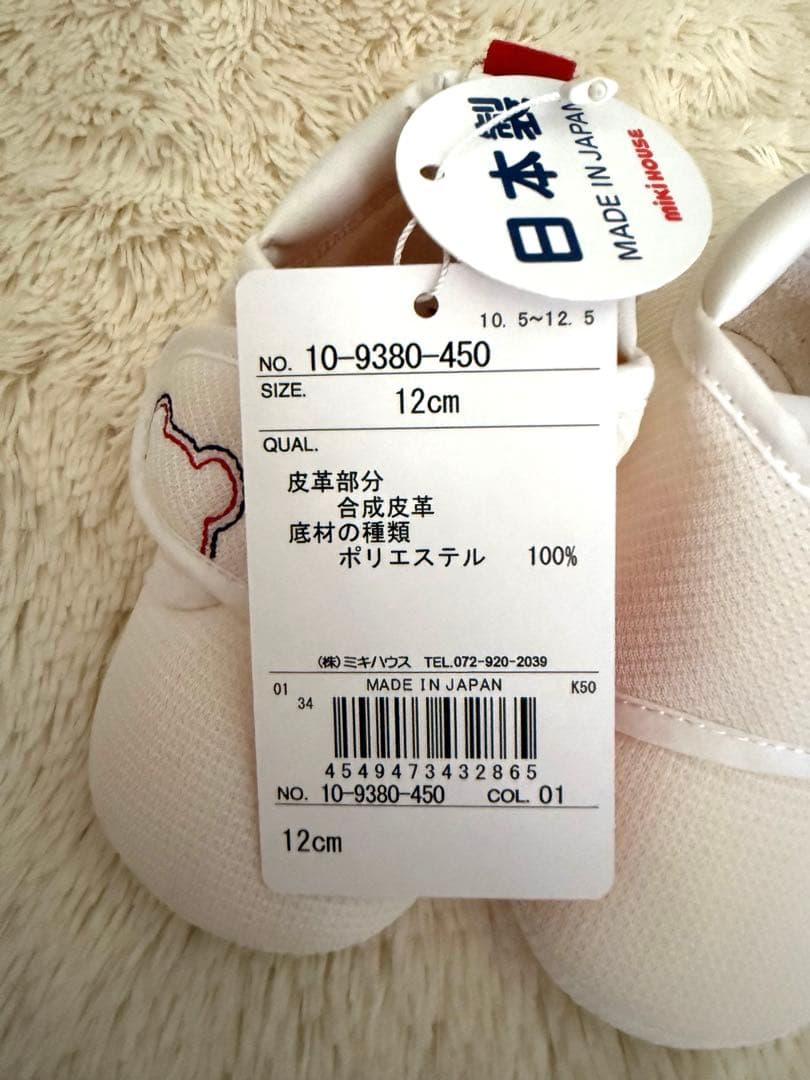 日本製
MADE IN JAPAN
miki HOUSE
10.5~12.5
NO. 10-9380-450
SIZE. 12cm
QUAL.
皮革部分
合成皮革
底材の種類
ポリエステル 100%
(株)ミキハウス TEL.072-920-2039
01 MADE IN JAPAN K50
34
4549473432865
NO. 10-9380-450 COL. 01
12cm